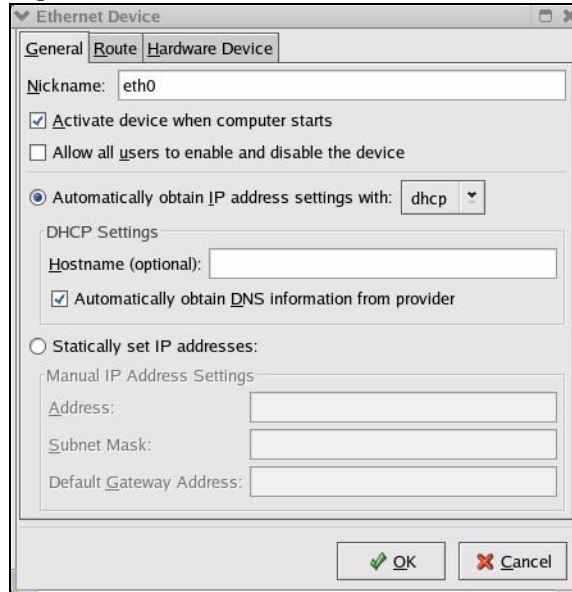 Ethernet Device
General Route Hardware Device
Nickname: eth0
Activate device when computer starts
Allow all users to enable and disable the device
Automatically obtain IP address settings with: dhcp
DHCP Settings
Hostname (optional):
Automatically obtain DNS information from provider
Statically set IP addresses:
Manual IP Address Settings
Address:
Subnet Mask:
Default Gateway Address:
OK Cancel